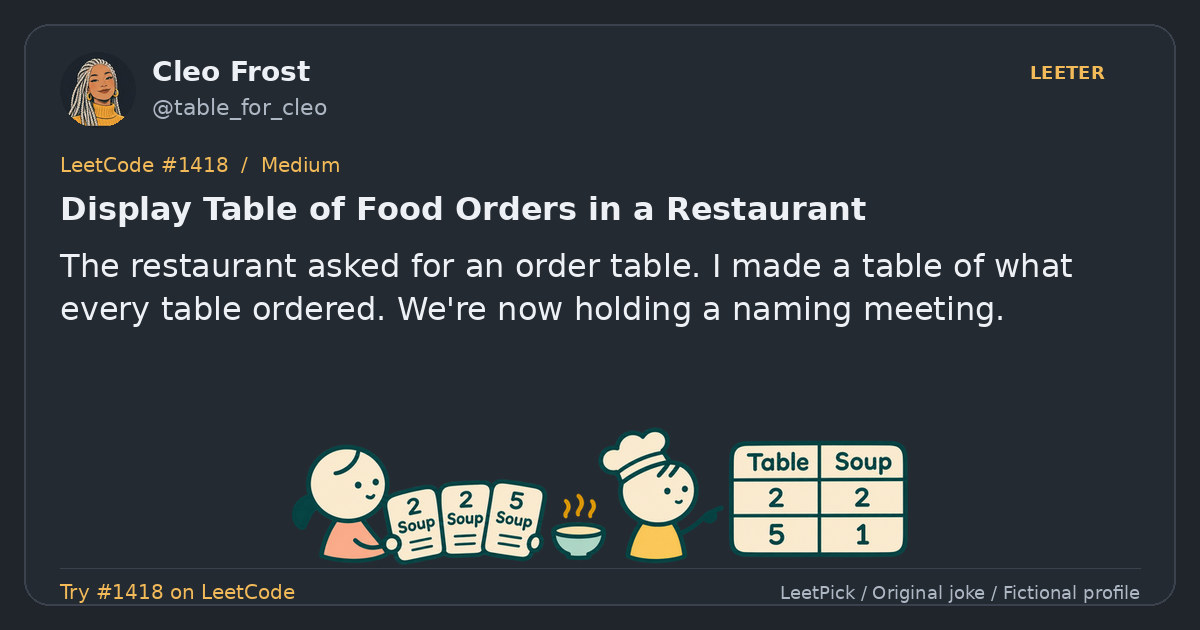 Cleo Frost
@table_for_cleo
LEETER
LeetCode #1418 / Medium
Display Table of Food Orders in a Restaurant
The restaurant asked for an order table. I made a table of what
every table ordered. We're now holding a naming meeting.
2 Soup
2 Soup
5 Soup
Table Soup
2 2
5 1
Try #1418 on LeetCode
LeetPick / Original joke / Fictional profile